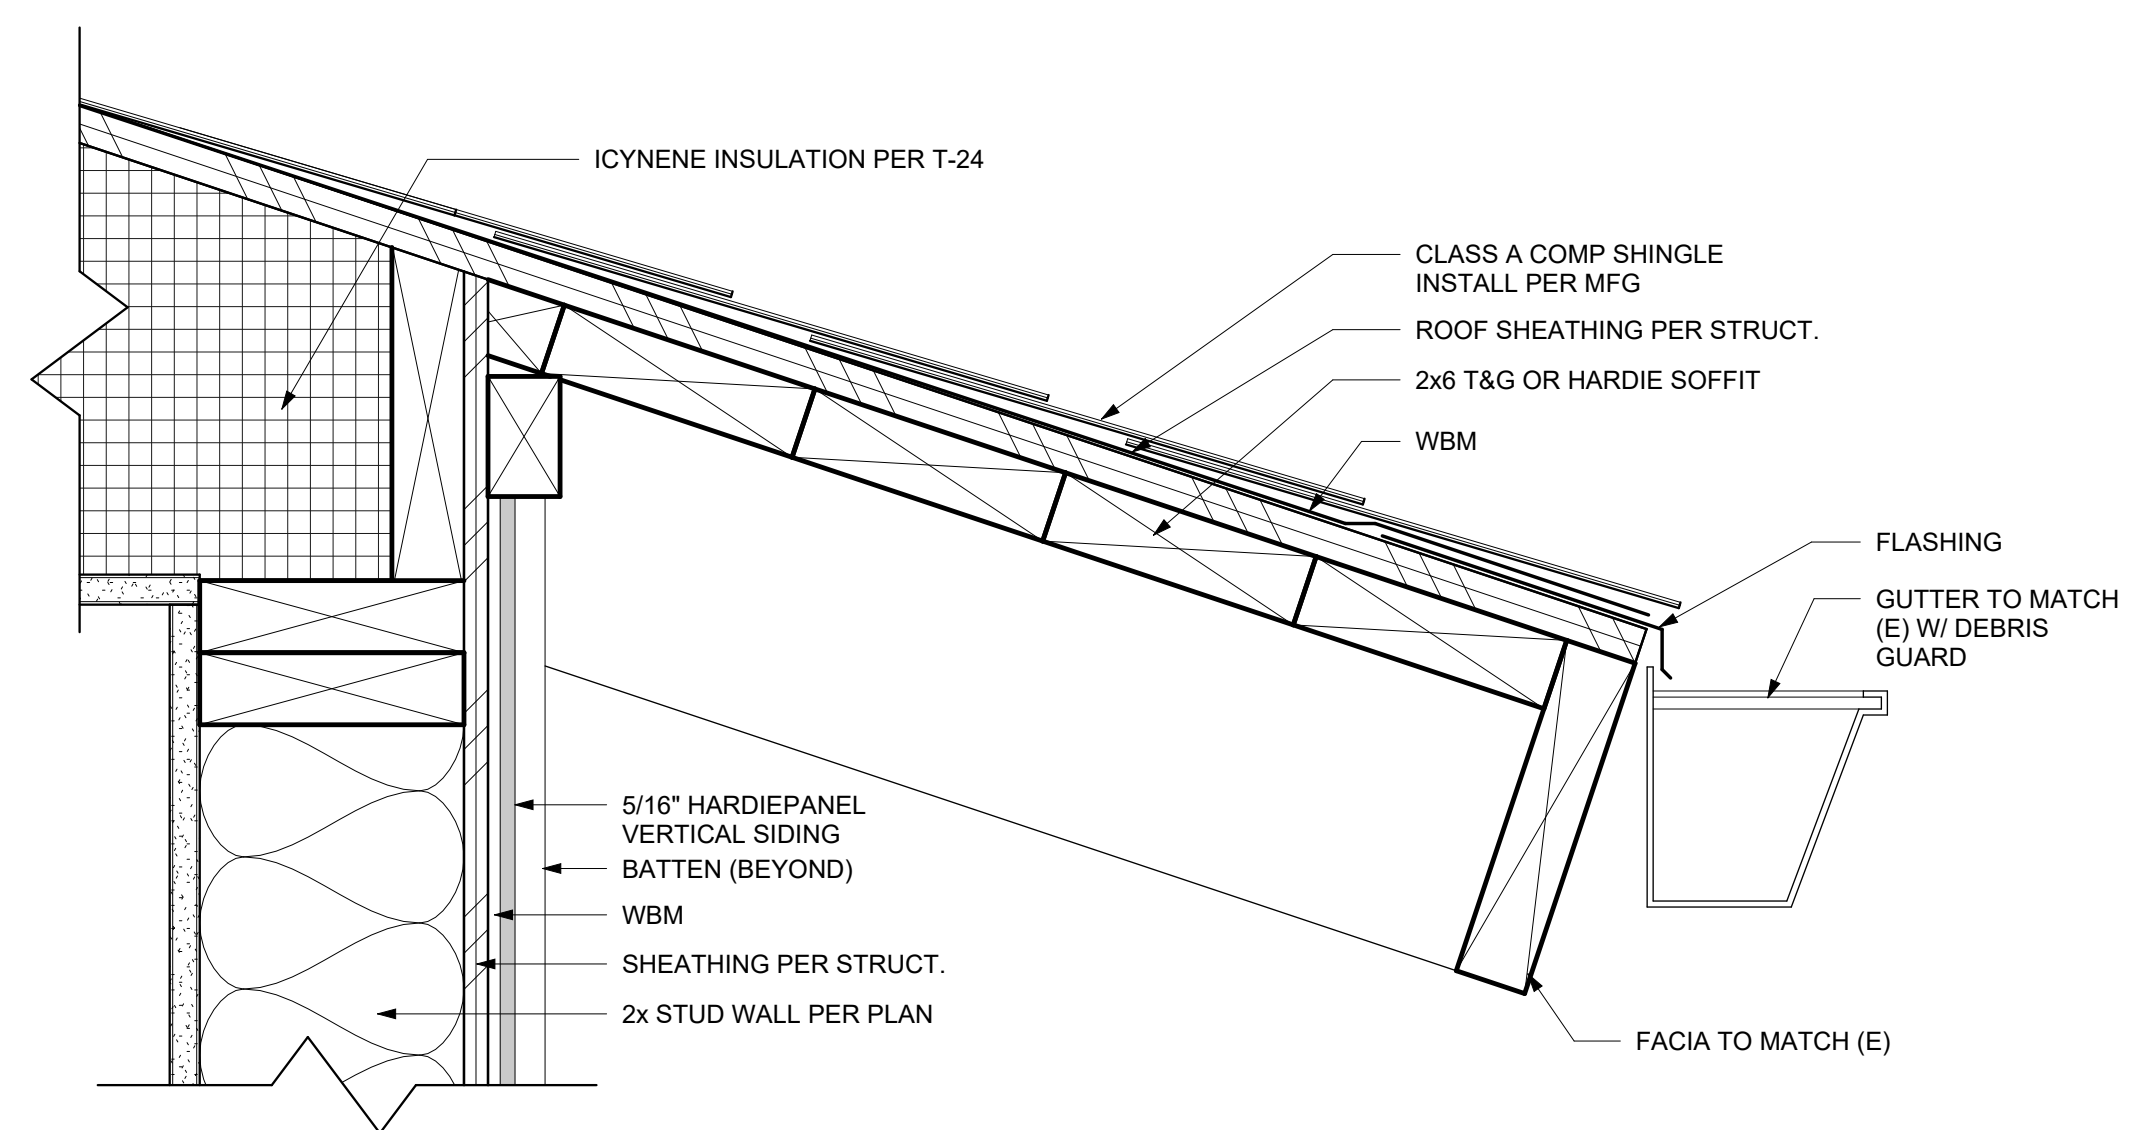 ICYNENE INSULATION PER T-24
CLASS A COMP SHINGLE
INSTALL PER MFG
ROOF SHEATHING PER STRUCT.
2x6 T&G OR HARDIE SOFFIT
WBM
FLASHING
GUTTER TO MATCH
(E) W/ DEBRIS
GUARD
5/16" HARDIEPANEL
VERTICAL SIDING
BATTEN (BEYOND)
WBM
SHEATHING PER STRUCT.
2x STUD WALL PER PLAN
FACIA TO MATCH (E)